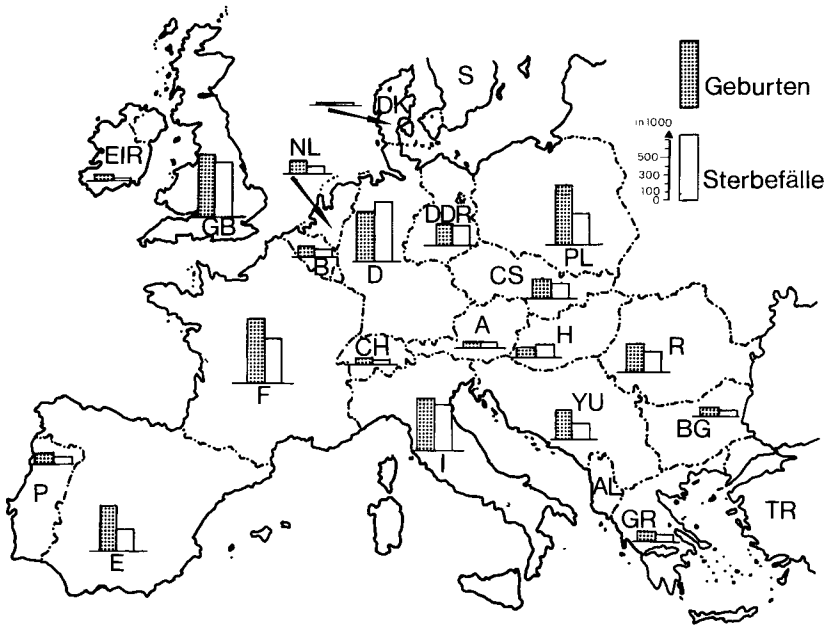 S
Geburten
DK
in 1000
500
300
100
0
Sterbefälle
EIR
NL
GB
&
DDR
PL
B
D
CS
A
H
R
CH
F
YU
BG
I
P
AL
GR
TR
E